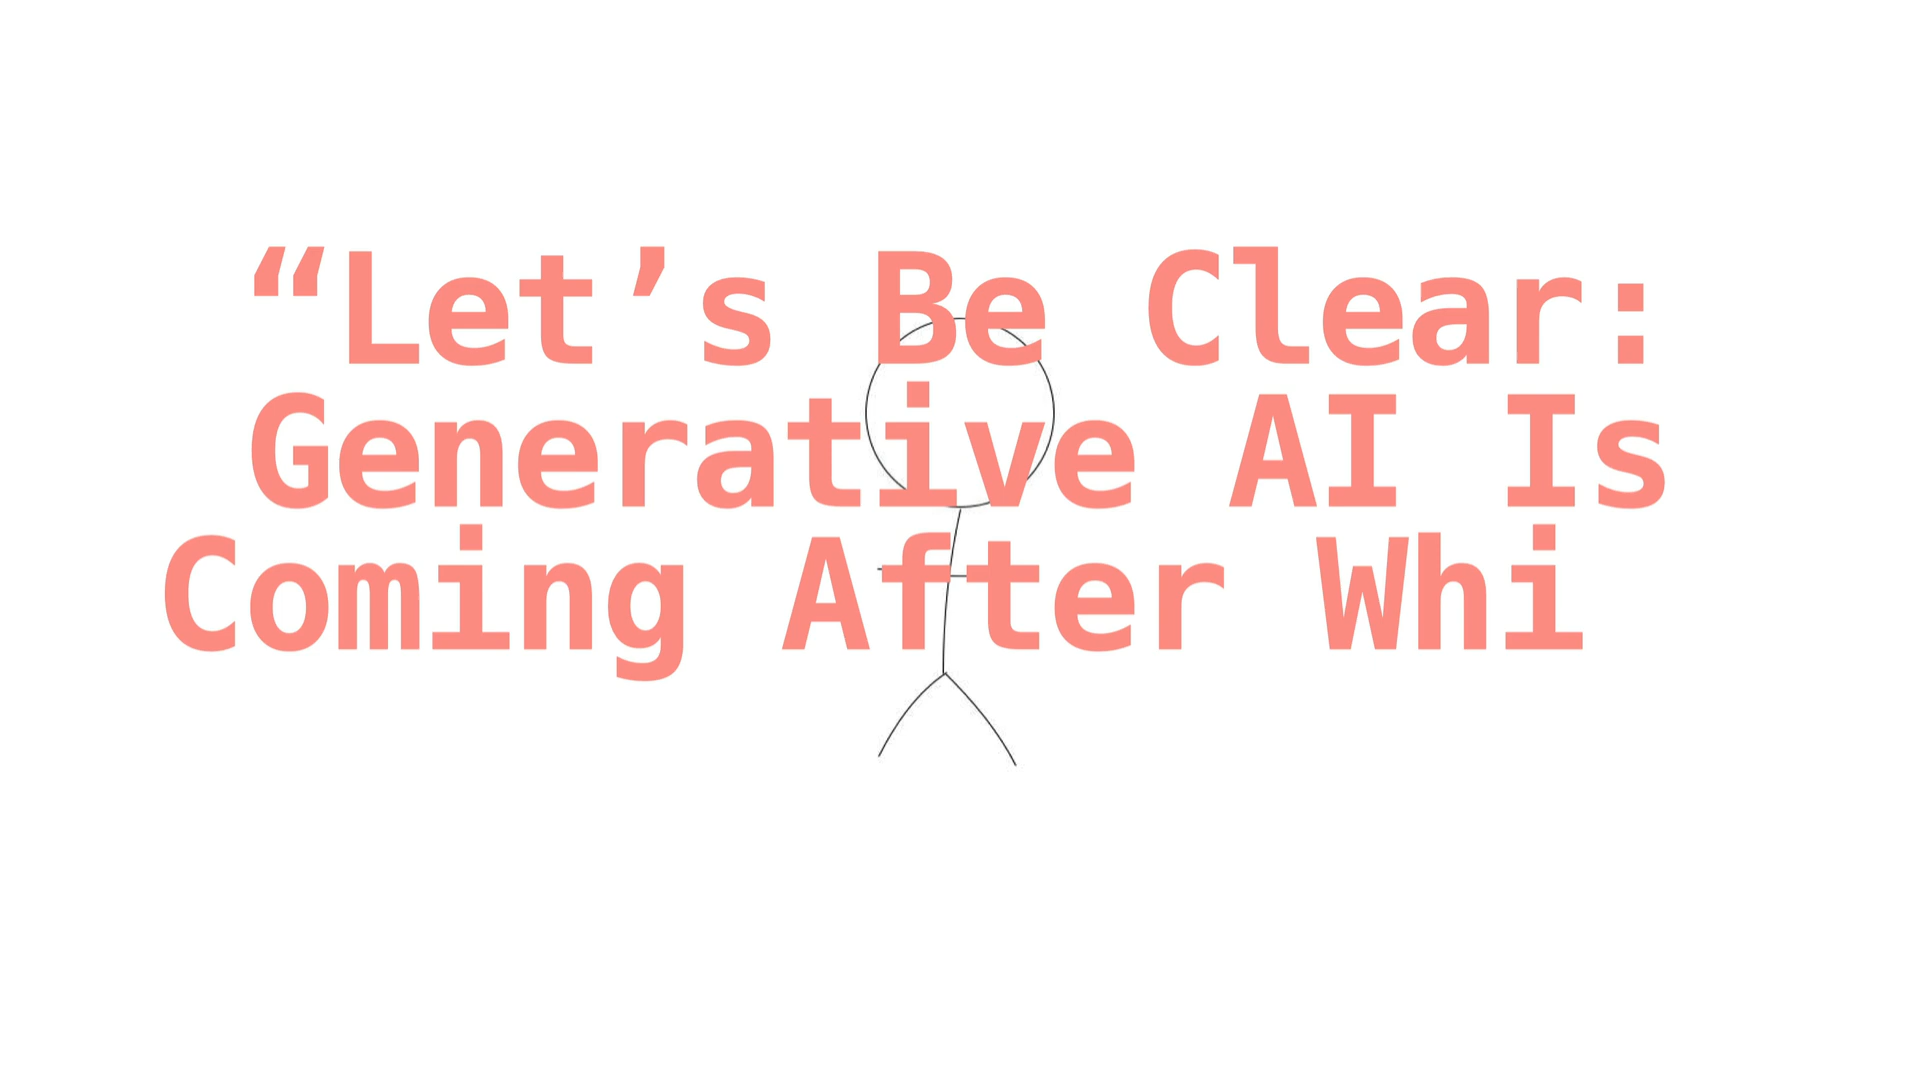 “Let’s Be Clear:
Generative AI Is
Coming After Whi